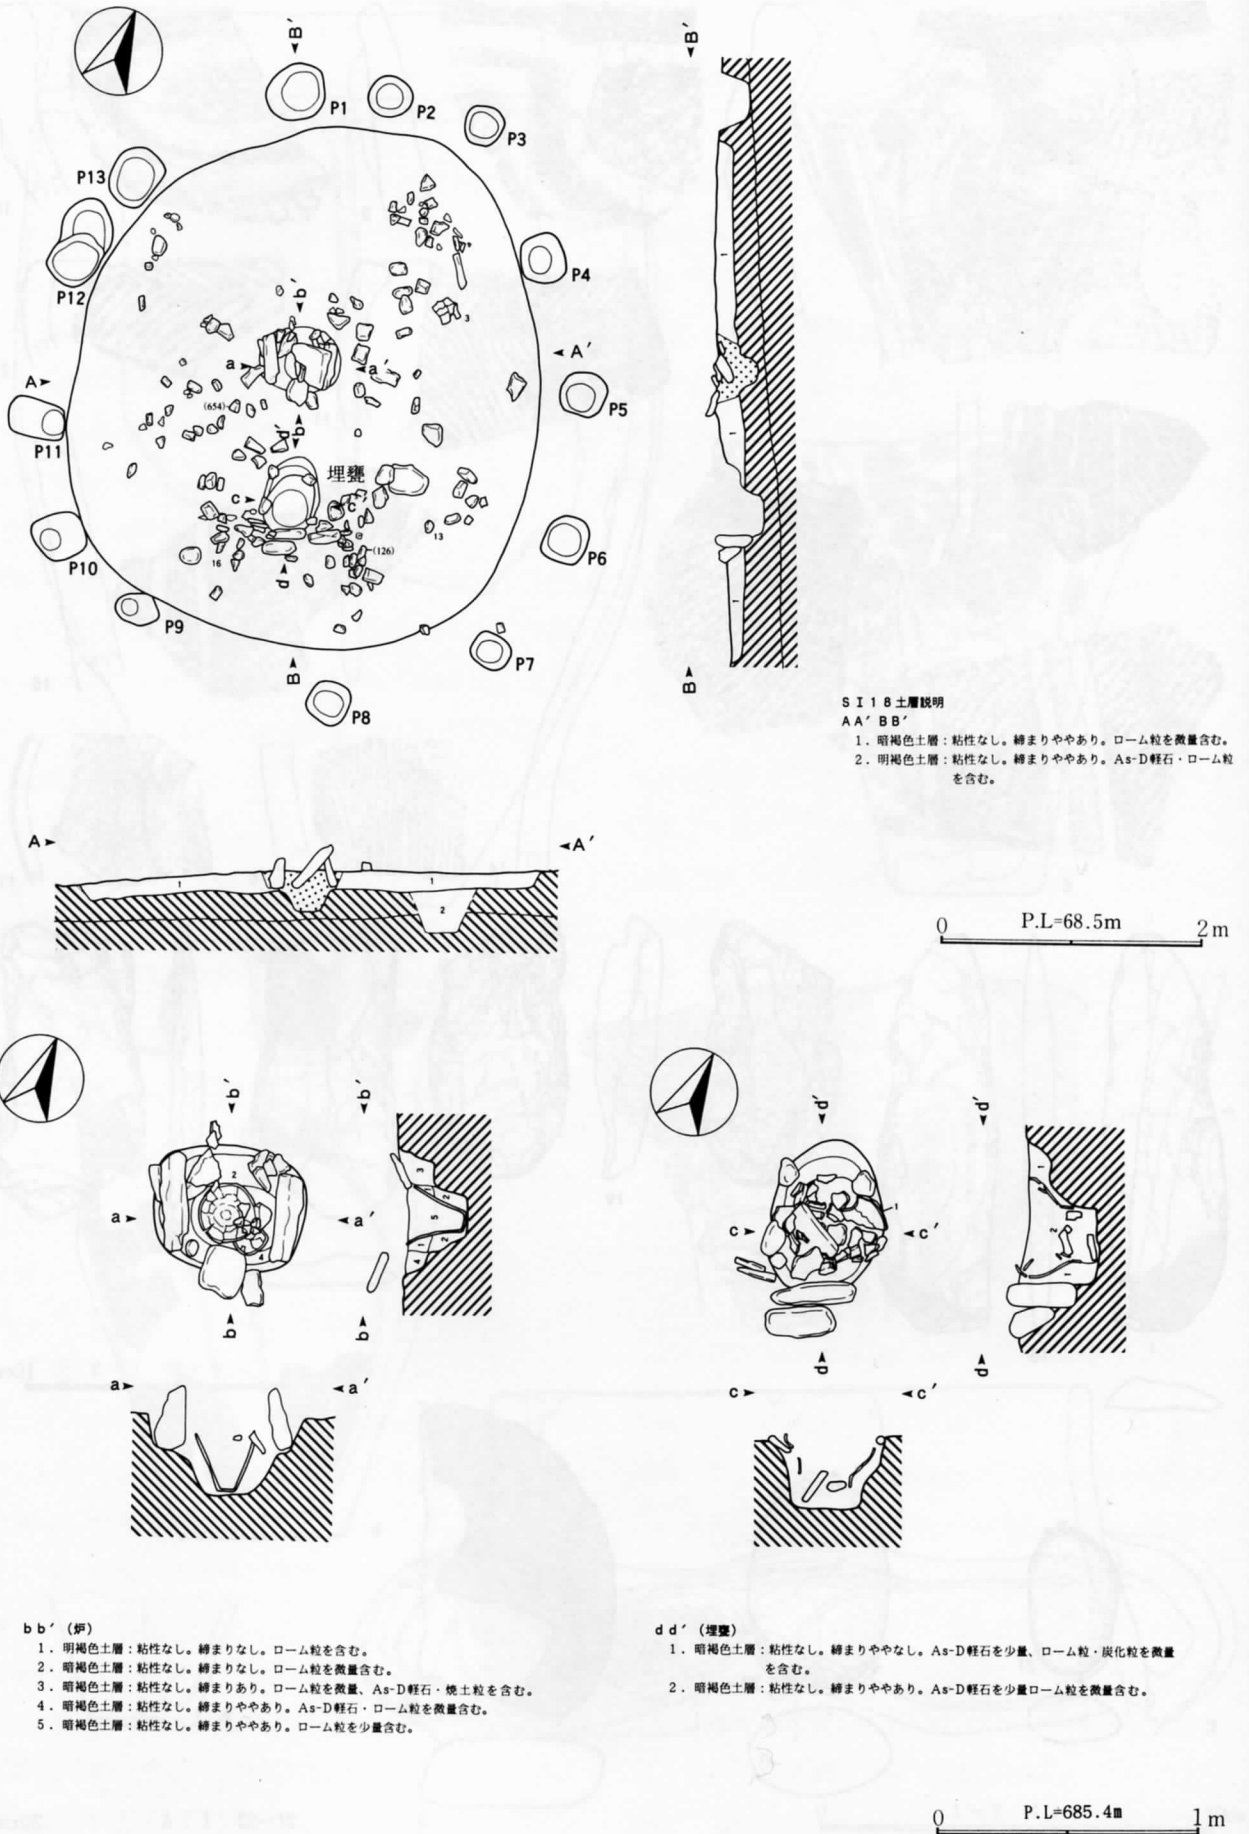 B′
B′
P1
P2
P3
P13
P4
P12
b′
3
A′
a
a′
A
(654)
P5
b
d′
P11
埋甕
c
c′
13
(126)
P6
P10
16
d
P9
P7
B
B
P8
1
1
1
SI18土層説明
AA′BB′
1．暗褐色土層：粘性なし。締まりややあり。ローム粒を微量含む。
2．明褐色土層：粘性なし。締まりややあり。As-D軽石・ローム粒
を含む。
A
A′
1
1
2
0 P.L=68.5m 2m
b′
b′
d′
d′
2
3
2
5
1
2
4
4
a
a′
c
c′
1
1
2
1
b
b
d
d
a
a′
c
c′
bb′（炉）
1．明褐色土層：粘性なし。締まりなし。ローム粒を含む。
2．暗褐色土層：粘性なし。締まりなし。ローム粒を微量含む。
3．暗褐色土層：粘性なし。締まりあり。ローム粒を微量、As-D軽石・焼土粒を含む。
4．暗褐色土層：粘性なし。締まりややあり。As-D軽石・ローム粒を微量含む。
5．暗褐色土層：粘性なし。締まりややあり。ローム粒を少量含む。
dd′（埋甕）
1．暗褐色土層：粘性なし。締まりややなし。As-D軽石を少量、ローム粒・炭化粒を微量
を含む。
2．暗褐色土層：粘性なし。締まりややあり。As-D軽石を少量ローム粒を微量含む。
0 P.L=685.4m 1m